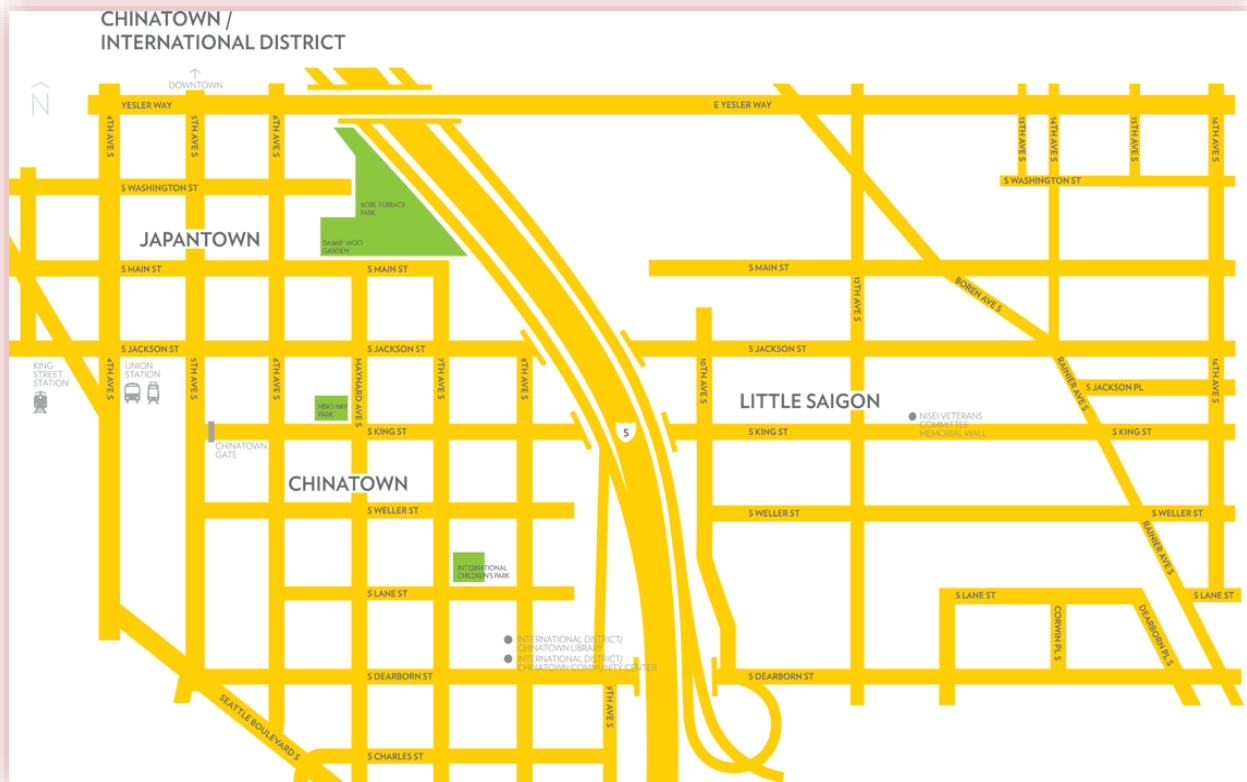 CHINATOWN /
INTERNATIONAL DISTRICT
N
DOWNTOWN
YESLER WAY
E YESLER WAY
4TH AVE S
5TH AVE S
6TH AVE S
12TH AVE S
13TH AVE S
14TH AVE S
15TH AVE S
16TH AVE S
S WASHINGTON ST
S WASHINGTON ST
KOBE TERRACE
PARK
JAPANTOWN
DANNY WOO
GARDEN
S MAIN ST
S MAIN ST
S MAIN ST
BOREN AVE S
S JACKSON ST
S JACKSON ST
S JACKSON ST
KING
STREET
STATION
UNION
STATION
4TH AVE S
5TH AVE S
6TH AVE S
MAYNARD AVE S
7TH AVE S
8TH AVE S
10TH AVE S
RAINIER AVE S
16TH AVE S
S JACKSON PL
HING HAY
PARK
LITTLE SAIGON
NISEI VETERANS
COMMITTEE
MEMORIAL WALL
S KING ST
5
S KING ST
S KING ST
CHINATOWN
GATE
CHINATOWN
S WELLER ST
S WELLER ST
S WELLER ST
RAINIER AVE S
INTERNATIONAL
CHILDREN'S PARK
S LANE ST
S LANE ST
S LANE ST
CORWIN PL S
DEARBORN PL S
INTERNATIONAL DISTRICT/
CHINATOWN LIBRARY
INTERNATIONAL DISTRICT/
CHINATOWN COMMUNITY CENTER
S DEARBORN ST
S DEARBORN ST
9TH AVE S
SEATTLE BOULEVARD S
S CHARLES ST